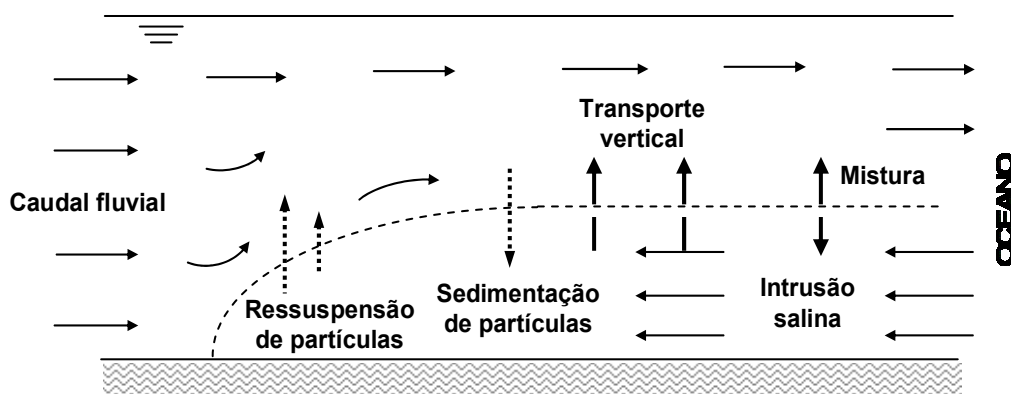 Transporte
vertical
OCEANO
Mistura
Caudal fluvial
Ressuspensão
de partículas
Sedimentação
de partículas
Intrusão
salina